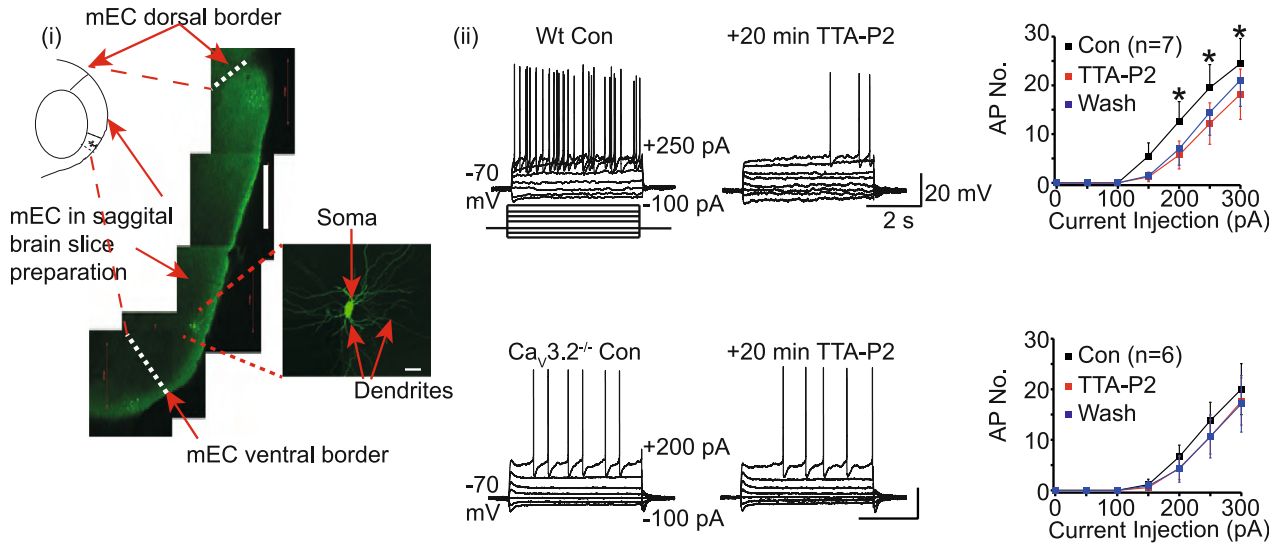 (i)
mEC dorsal border
mEC in saggital
brain slice
preparation
Soma
Dendrites
mEC ventral border
(ii)
Wt Con
+20 min TTA-P2
-70
mV
+250 pA
-100 pA
20 mV
2 s
AP No.
30
20
10
0
Con (n=7)
TTA-P2
Wash
* * *
0 100 200 300
Current Injection (pA)
CaV3.2-/- Con
+20 min TTA-P2
-70
mV
+200 pA
-100 pA
AP No.
30
20
10
0
Con (n=6)
TTA-P2
Wash
0 100 200 300
Current Injection (pA)